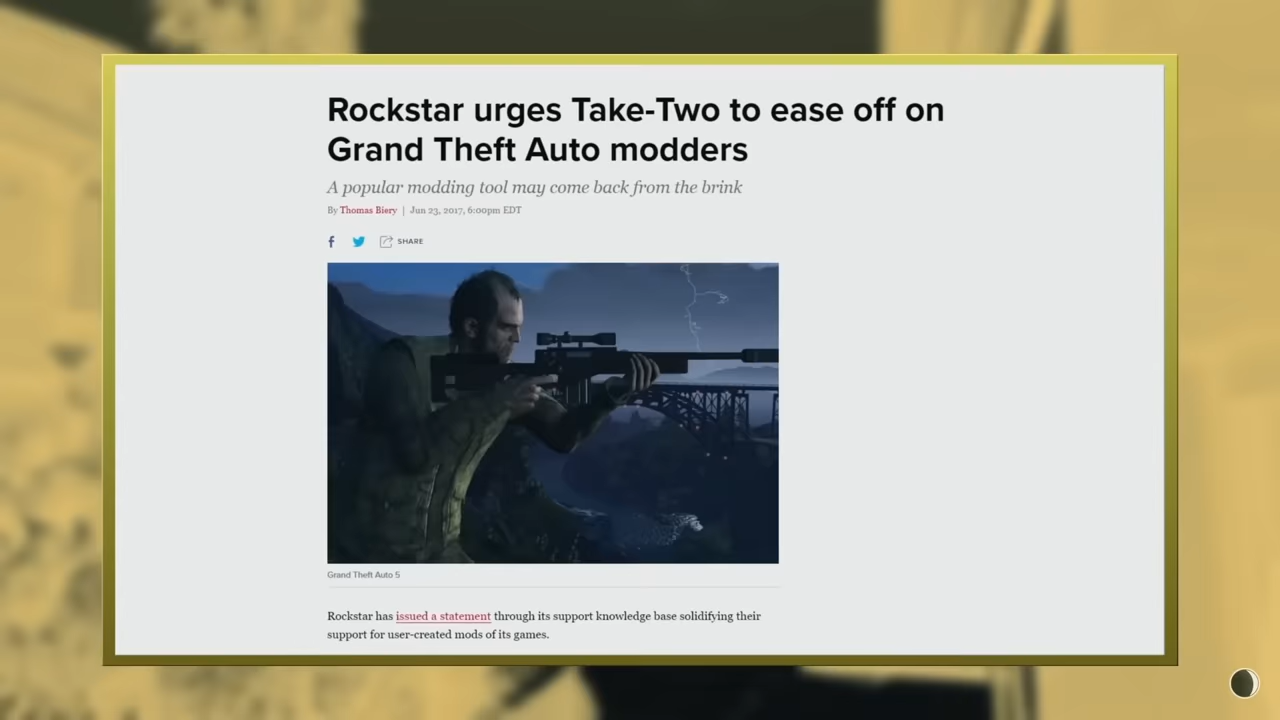 Rockstar urges Take-Two to ease off on
Grand Theft Auto modders
A popular modding tool may come back from the brink
By Thomas Biery | Jun 23, 2017, 6:00pm EDT
SHARE
Grand Theft Auto 5
Rockstar has issued a statement through its support knowledge base solidifying their
support for user-created mods of its games.